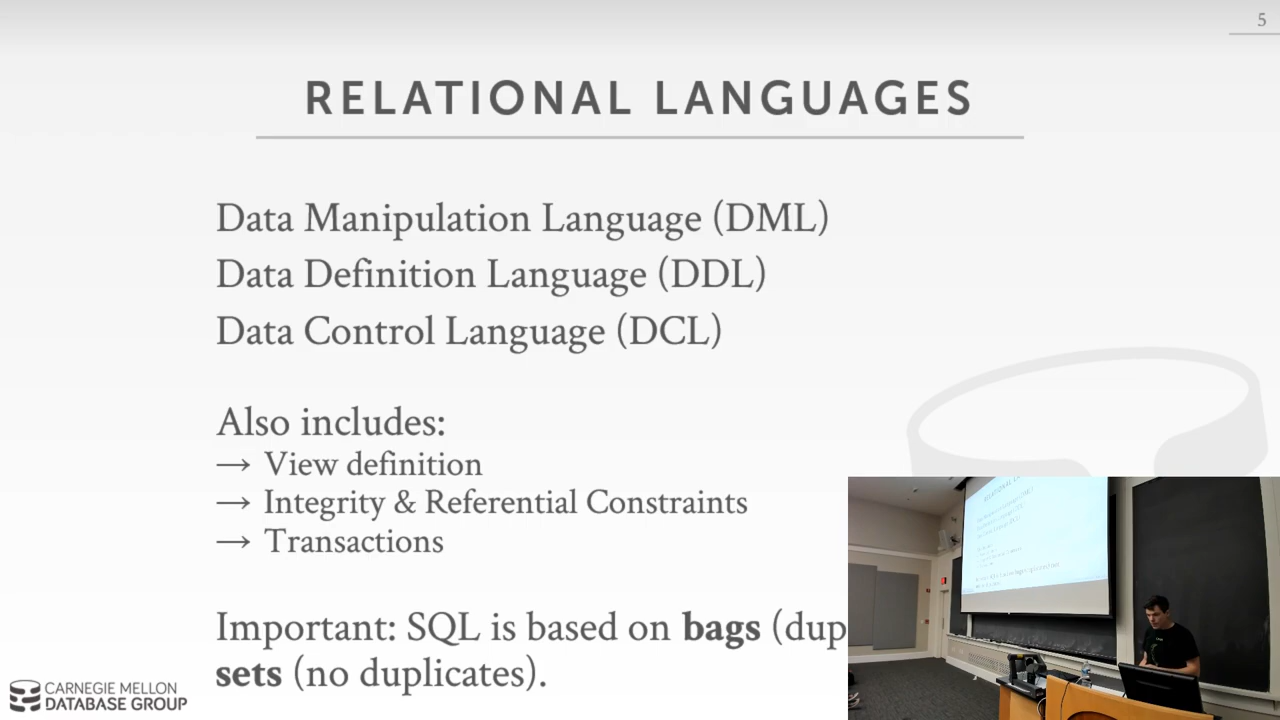 5
RELATIONAL LANGUAGES
Data Manipulation Language (DML)
Data Definition Language (DDL)
Data Control Language (DCL)
Also includes:
→ View definition
→ Integrity & Referential Constraints
→ Transactions
Important: SQL is based on bags (dup
sets (no duplicates).
CARNEGIE MELLON
DATABASE GROUP